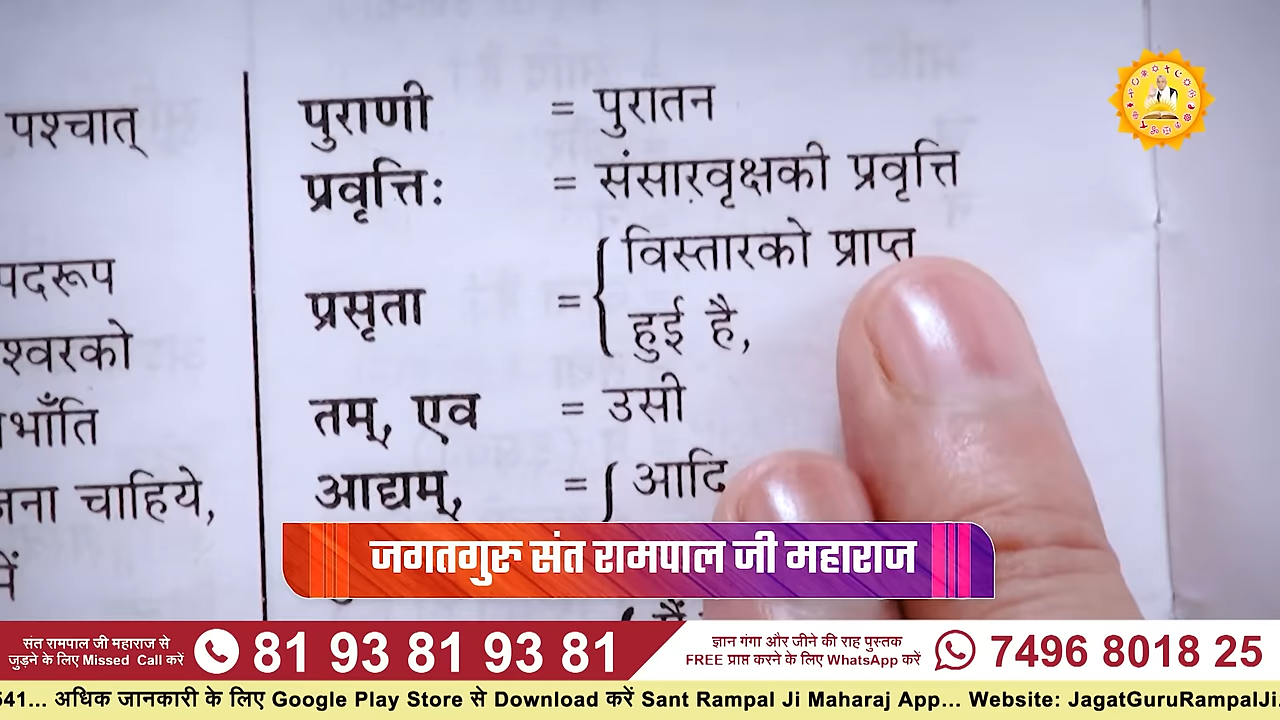 पश्चात्
पदरूप
श्वरको
भाँति
चाहिये,
में
पुराणी = पुरातन
प्रवृत्तिः = संसारवृक्षकी प्रवृत्ति
विस्तारको प्राप्त
प्रसृता =
हुई है,
तम्, एव = उसी
आद्यम्, = आदि
जगतगुरु संत रामपाल जी महाराज
संत रामपाल जी महाराज से
जुड़ने के लिए Missed Call करें
81 93 81 93 81
ज्ञान गंगा और जीने की राह पुस्तक
FREE प्राप्त करने के लिए WhatsApp करें
7496 8018 25
541... अधिक जानकारी के लिए Google Play Store से Download करें Sant Rampal Ji Maharaj App... Website: JagatGuruRampalJi.